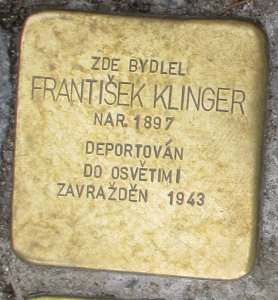 ZDE BYDLEL
FRANTIŠEK KLINGER
NAR. 1897
DEPORTOVÁN
DO OSVĚTIMI
ZAVRAŽDĚN 1943